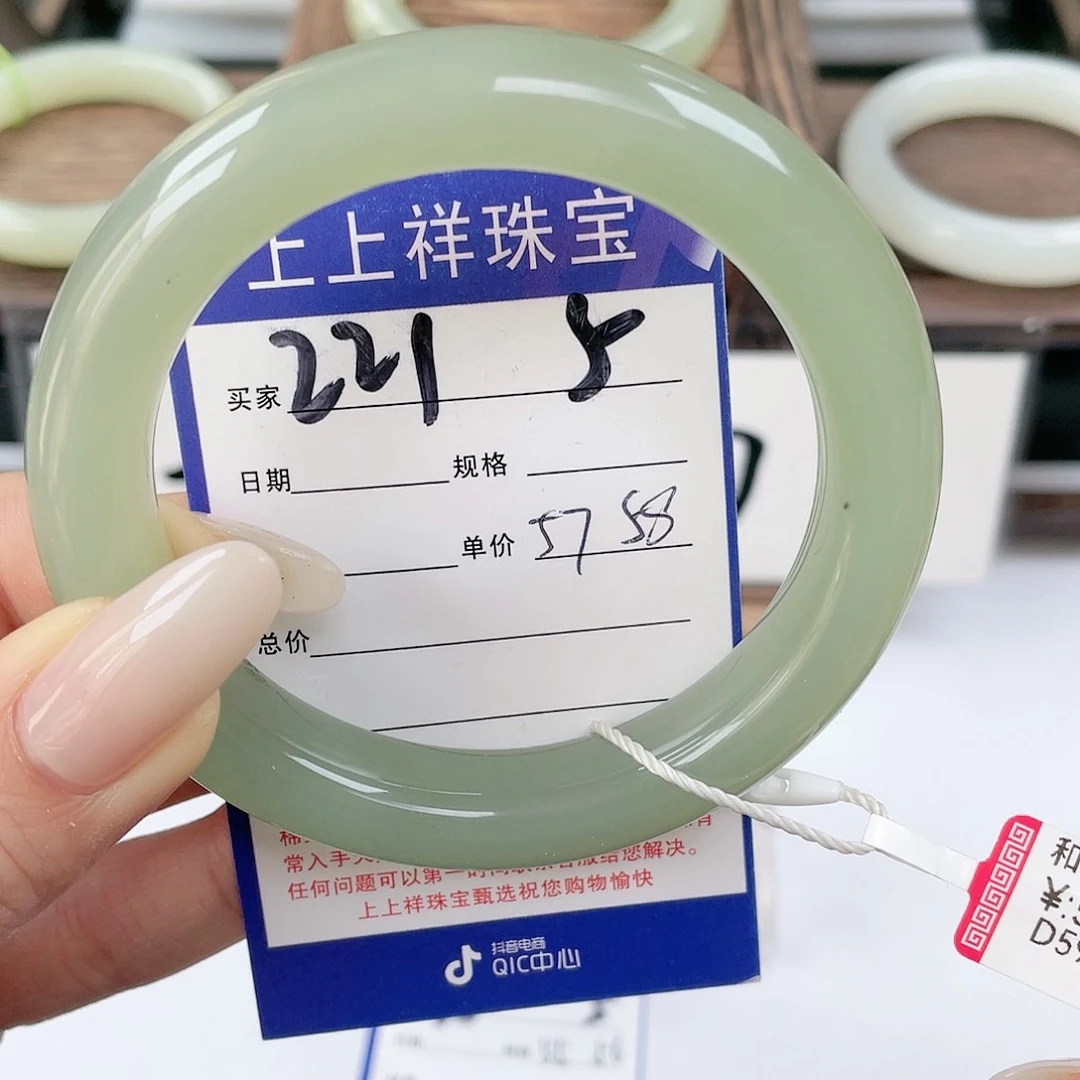 上上祥珠宝
买家 221
日期 规格
单价 57 58
总价
常入手
任何问题可以第一时间联系客服给您解决。
上上祥珠宝甄选祝您购物愉快
抖音电商
QIC中心
和
¥
D59